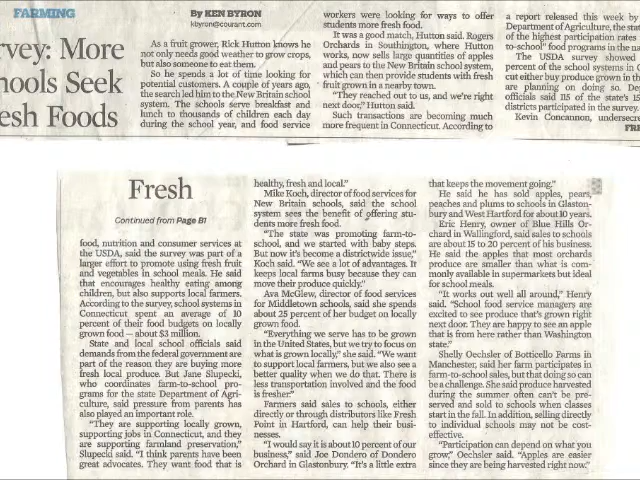 FARMING
rvey: More
hools Seek
esh Foods
By KEN BYRON
kbyron@courant.com
As a fruit grower, Rick Hutton knows he
not only needs good weather to grow crops,
but also someone to eat them.
So he spends a lot of time looking for
potential customers. A couple of years ago,
the search led him to the New Britain school
system. The schools serve breakfast and
lunch to thousands of children each day
during the school year, and food service
workers were looking for ways to offer
students more fresh food.
It was a good match, Hutton said. Rogers
Orchards in Southington, where Hutton
works, now sells large quantities of apples
and pears to the New Britain school system,
which can then provide students with fresh
fruit grown in a nearby town.
"They reached out to us, and we're right
next door," Hutton said.
Such transactions are becoming much
more frequent in Connecticut. According to
a report released this week by
Department of Agriculture, the stat
of the highest participation rates
to-school" food programs in the na
The USDA survey showed
percent of the school systems in C
cut either buy produce grown in th
are planning on doing so. Dep
officials said 115 of the state's 15
districts participated in the survey.
Kevin Concannon, undersecre
FRE
Fresh
Continued from Page B1
food, nutrition and consumer services at
the USDA, said the survey was part of a
larger effort to promote using fresh fruit
and vegetables in school meals. He said
that encourages healthy eating among
children, but also supports local farmers.
According to the survey, school systems in
Connecticut spent an average of 10
percent of their food budgets on locally
grown food — about $3 million.
State and local school officials said
demands from the federal government are
part of the reason they are buying more
fresh local produce. But Jane Slupecki,
who coordinates farm-to-school pro-
grams for the state Department of Agri-
culture, said pressure from parents has
also played an important role.
"They are supporting locally grown,
supporting jobs in Connecticut, and they
are supporting farmland preservation,"
Slupecki said. "I think parents have been
great advocates. They want food that is
healthy, fresh and local."
Mike Koch, director of food services for
New Britain schools, said the school
system sees the benefit of offering stu-
dents more fresh food.
"The state was promoting farm-to-
school, and we started with baby steps.
But now it's become a districtwide issue,"
Koch said. "We see a lot of advantages. It
keeps local farms busy because they can
move their produce quickly."
Ava McGlew, director of food services
for Middletown schools, said she spends
about 25 percent of her budget on locally
grown food.
"Everything we serve has to be grown
in the United States, but we try to focus on
what is grown locally," she said. "We want
to support local farmers, but we also see a
better quality when we do that. There is
less transportation involved and the food
is fresher."
Farmers said sales to schools, either
directly or through distributors like Fresh
Point in Hartford, can help their busi-
nesses.
"I would say it is about 10 percent of our
business," said Joe Dondero of Dondero
Orchard in Glastonbury. "It's a little extra
that keeps the movement going."
He said he has sold apples, pears,
peaches and plums to schools in Glaston-
bury and West Hartford for about 10 years.
Eric Henry, owner of Blue Hills Or-
chard in Wallingford, said sales to schools
are about 15 to 20 percent of his business.
He said the apples that most orchards
produce are smaller than what is com-
monly available in supermarkets but ideal
for school meals.
"It works out well all around," Henry
said. "School food service managers are
excited to see produce that's grown right
next door. They are happy to see an apple
that is from here rather than Washington
state."
Shelly Oechsler of Botticello Farms in
Manchester, said her farm participates in
farm-to-school sales, but that doing so can
be a challenge. She said produce harvested
during the summer often can't be pre-
served and sold to schools when classes
start in the fall. In addition, selling directly
to individual schools may not be cost-
effective.
"Participation can depend on what you
grow," Oechsler said. "Apples are easier
since they are being harvested right now."